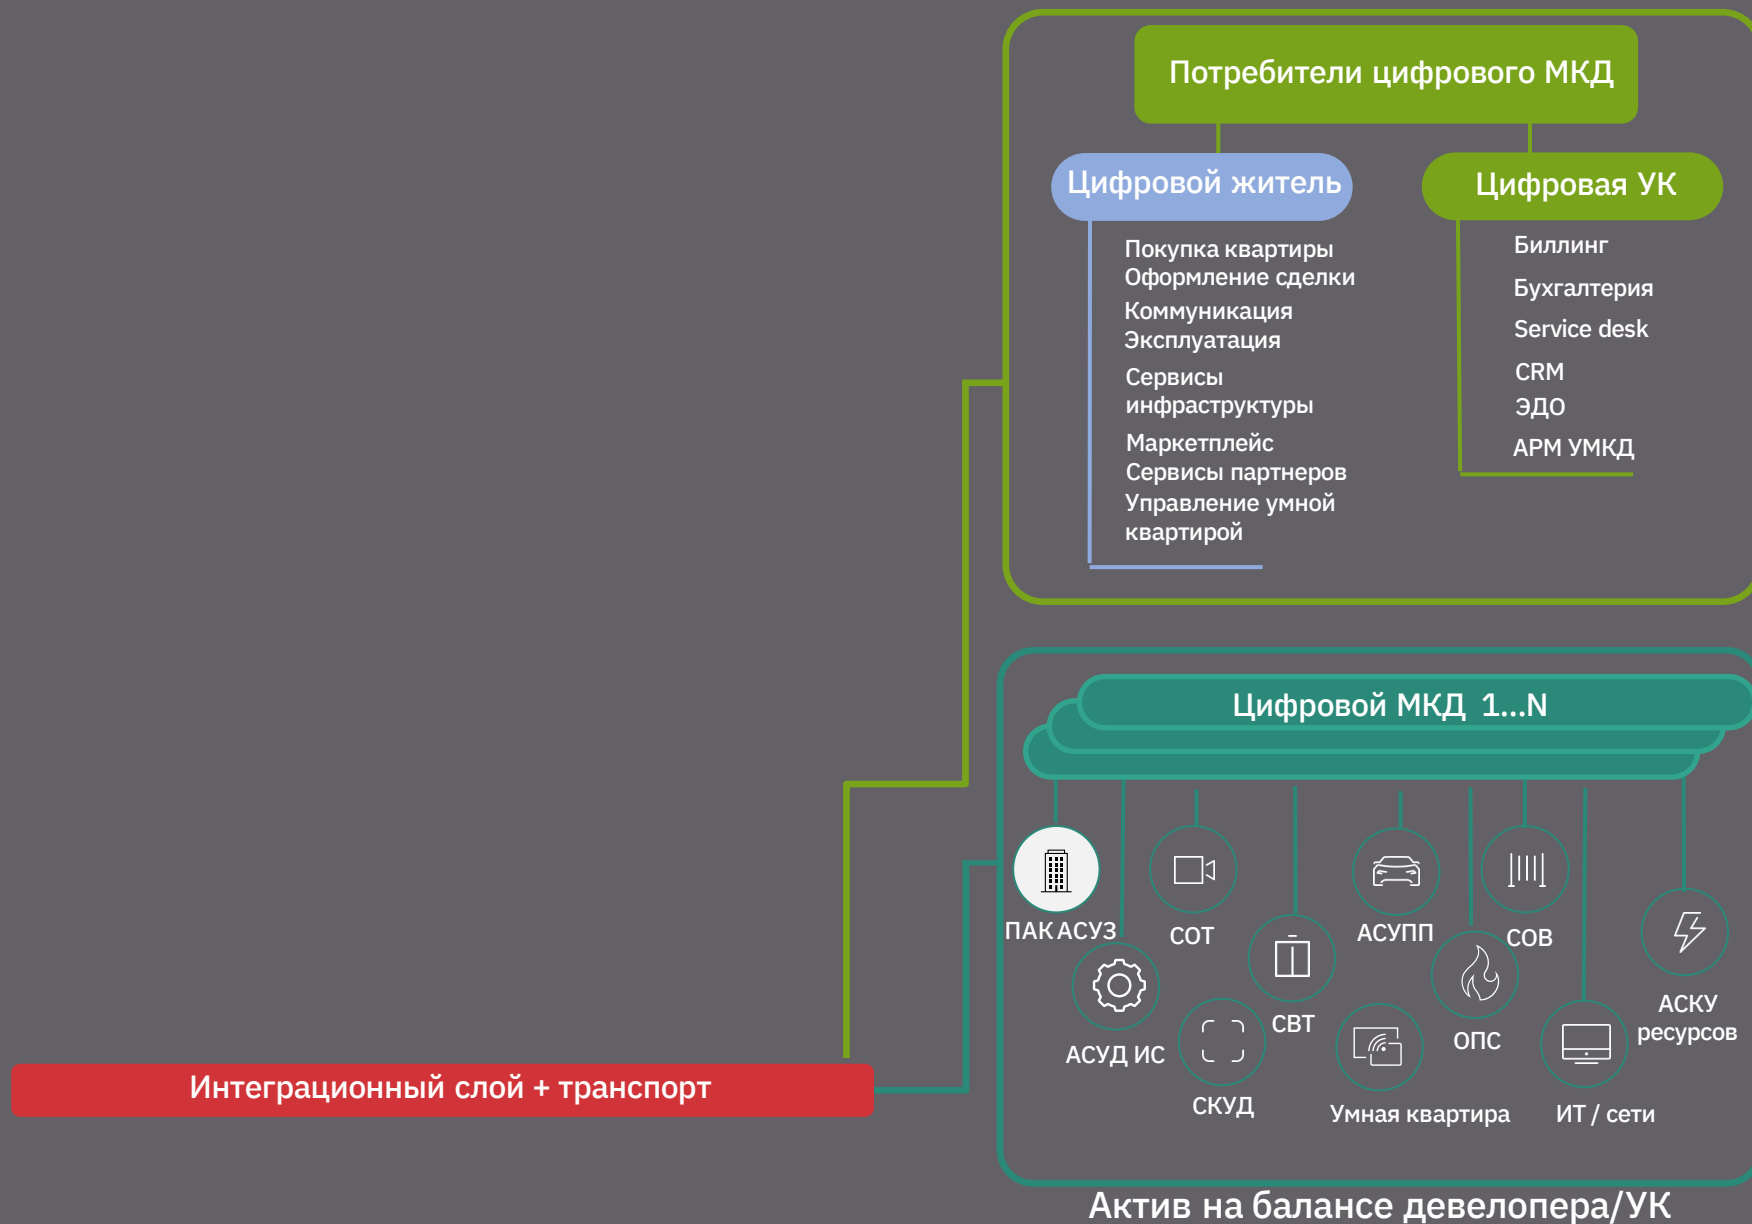 Потребители цифрового МКД
Цифровой житель
Покупка квартиры
Оформление сделки
Коммуникация
Эксплуатация
Сервисы
инфраструктуры
Маркетплейс
Сервисы партнеров
Управление умной
квартирой
Цифровая УК
Биллинг
Бухгалтерия
Service desk
CRM
ЭДО
АРМ УМКД
Цифровой МКД 1...N
ПАК АСУЗ
АСУД ИС
СОТ
СКУД
СВТ
АСУПП
Умная квартира
ОПС
СОВ
ИТ / сети
АСКУ
ресурсов
Интеграционный слой + транспорт
Актив на балансе девелопера/УК